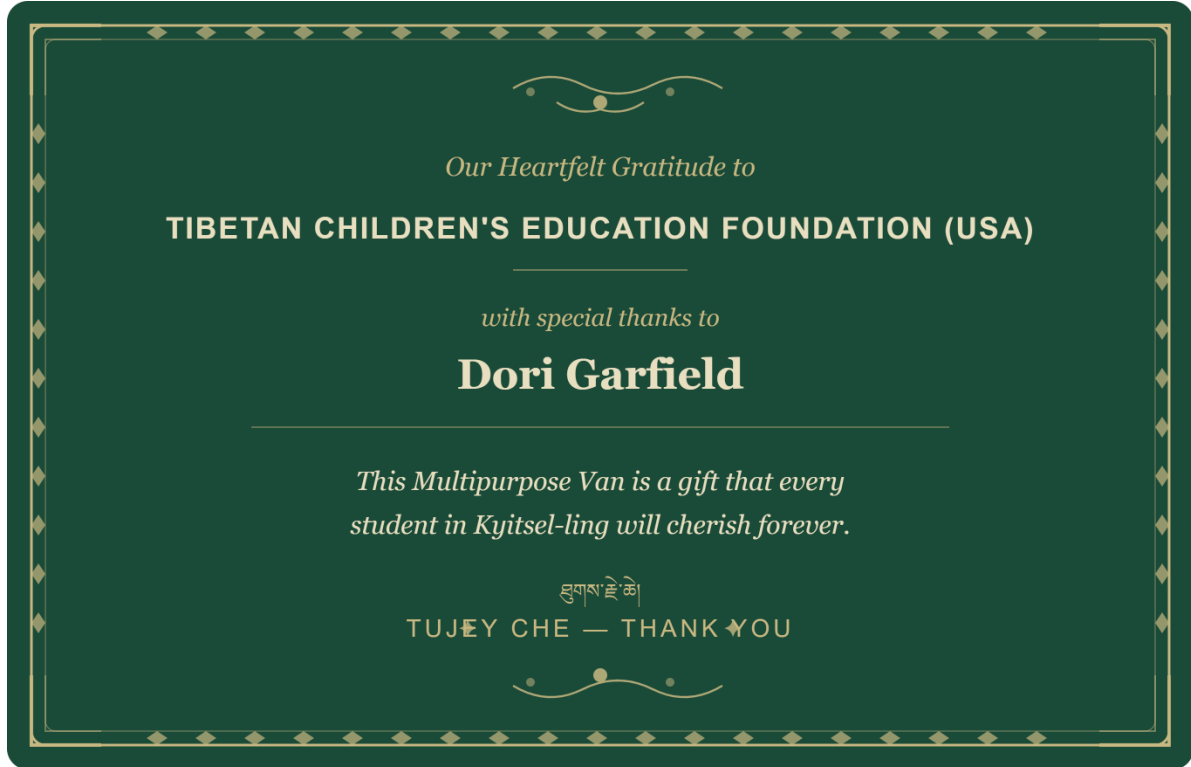 Our Heartfelt Gratitude to
TIBETAN CHILDREN'S EDUCATION FOUNDATION (USA)
with special thanks to
Dori Garfield
This Multipurpose Van is a gift that every
student in Kyitsel-ling will cherish forever.
ཐུགས་རྗེ་ཆེ།
TUJEY CHE — THANK YOU